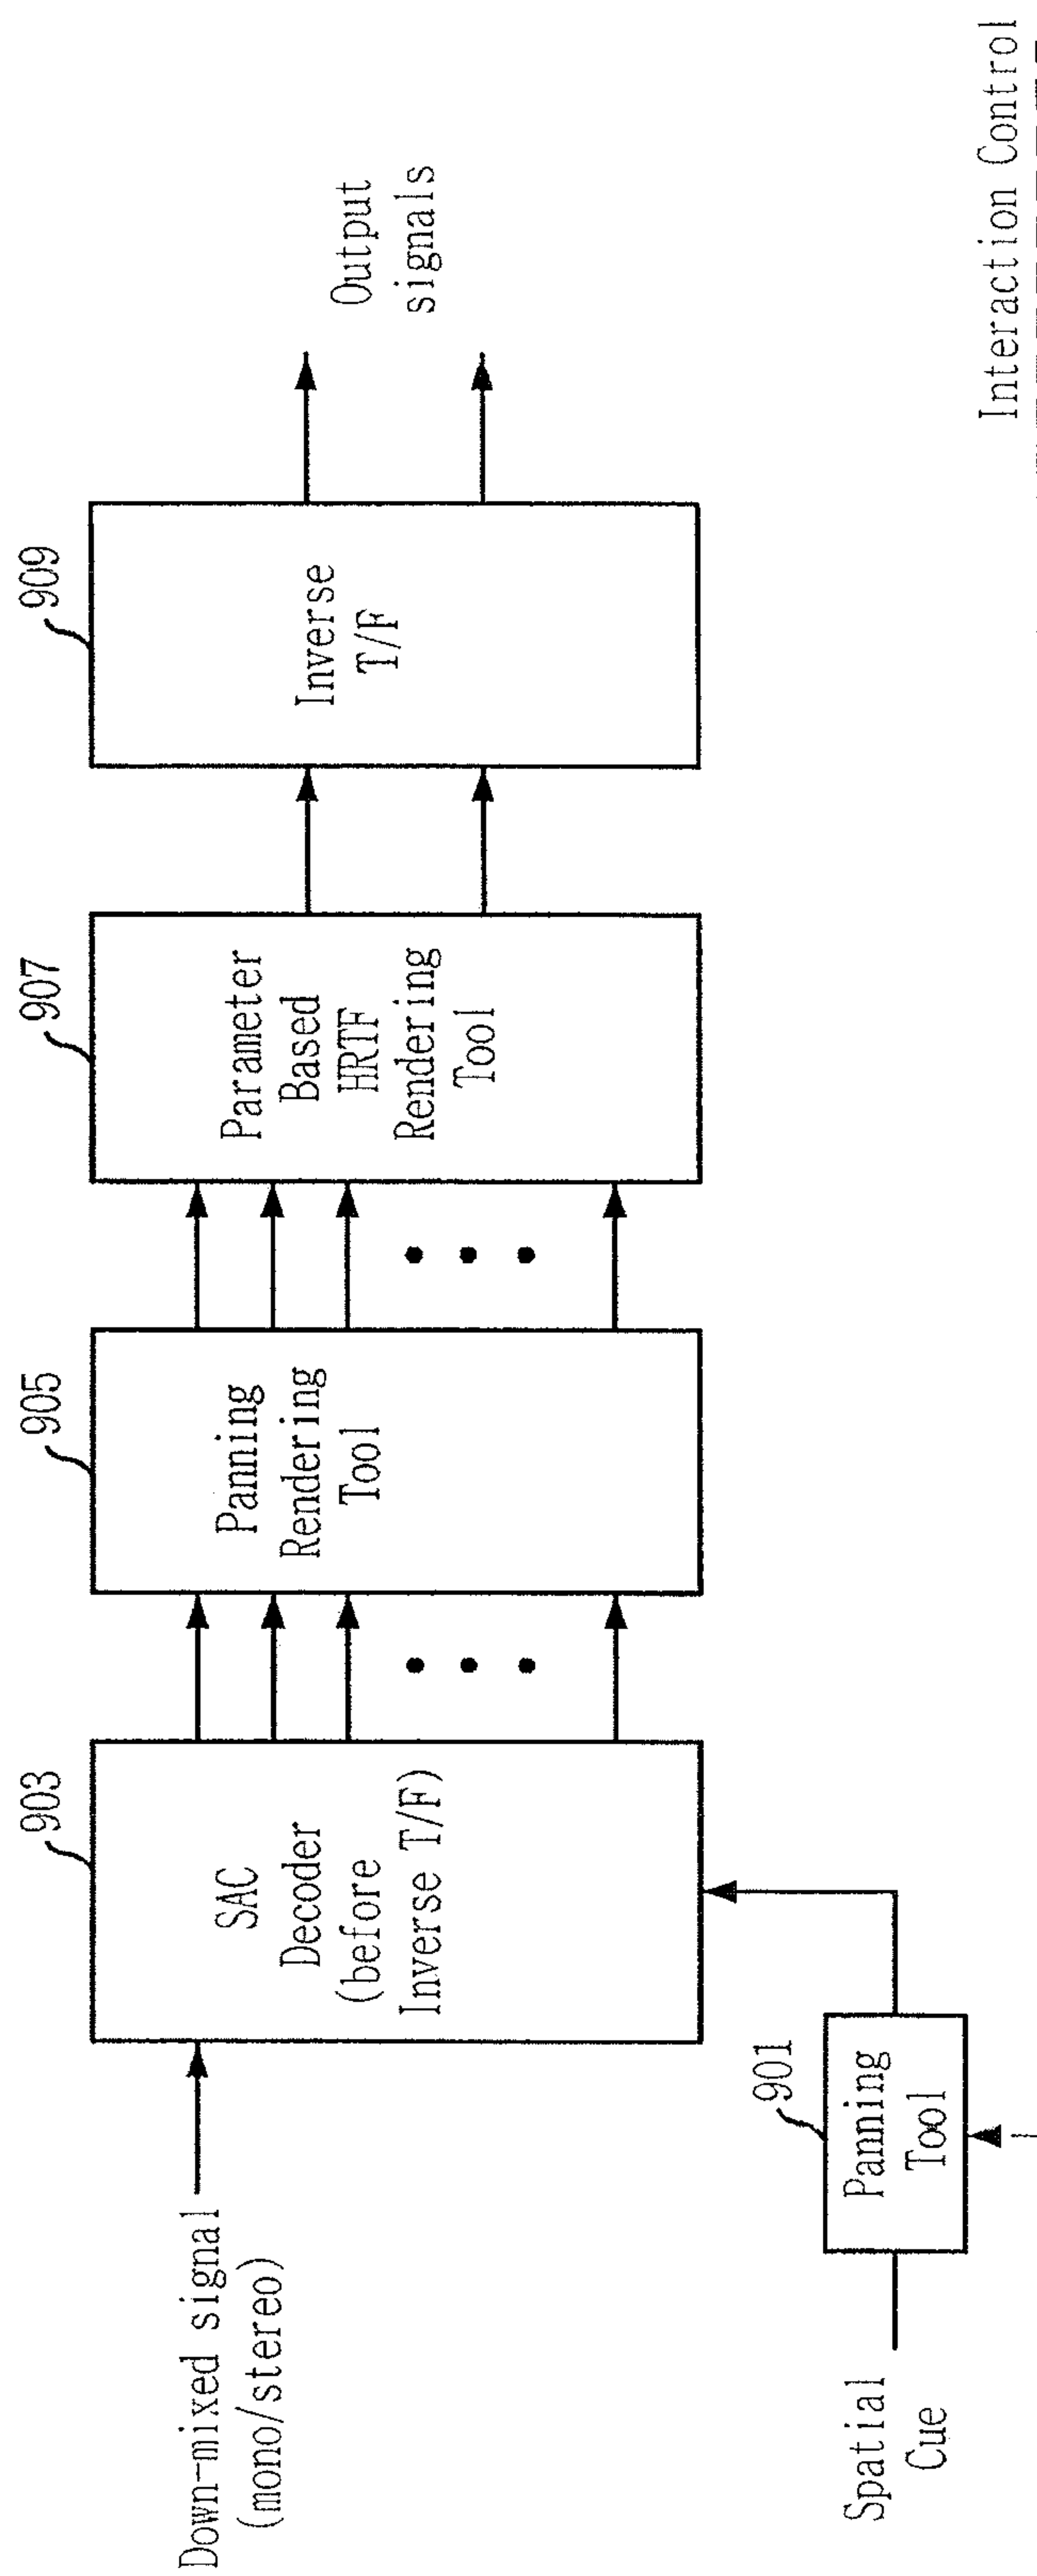 Down-mixed signal
(mono/stereo)
903
SAC
Decoder
(before
Inverse T/F)
905
Panning
Rendering
Tool
907
Parameter
Based
HRTF
Rendering
Tool
909
Inverse
T/F
Output
signals
Spatial
Cue
901
Panning
Tool
Interaction Control